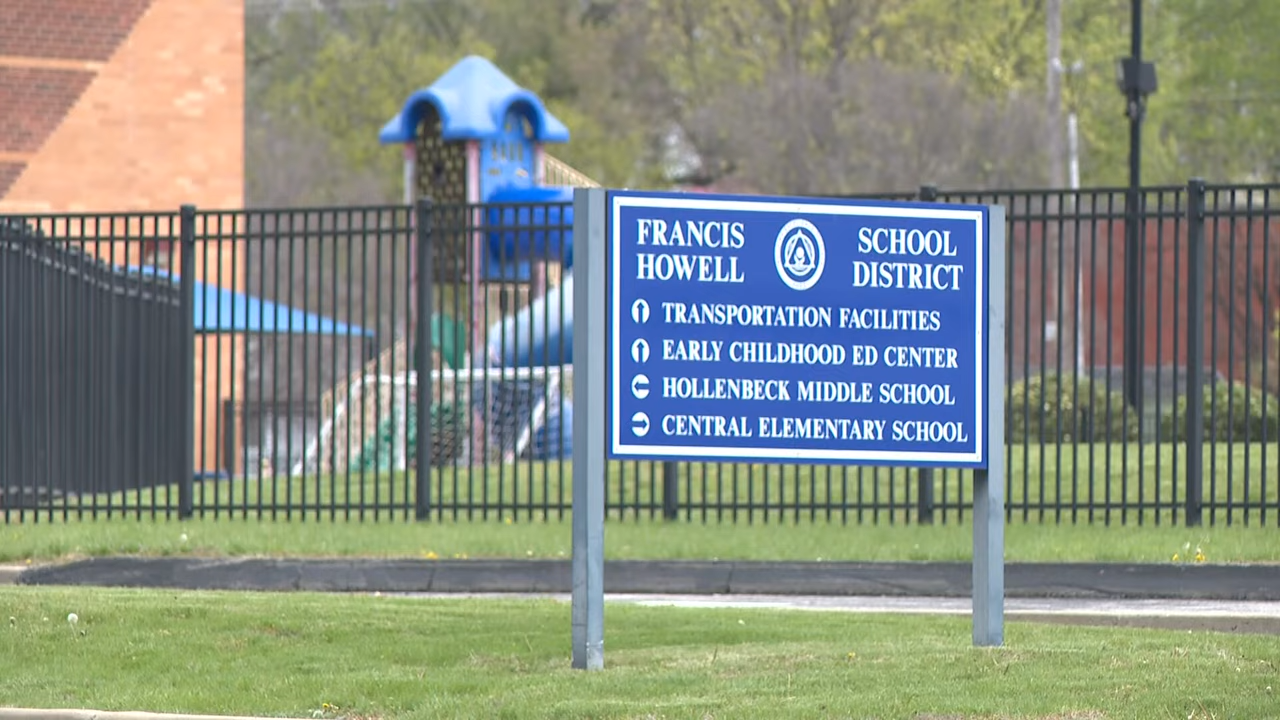 FRANCIS HOWELL
SCHOOL DISTRICT
TRANSPORTATION FACILITIES
EARLY CHILDHOOD ED CENTER
HOLLENBECK MIDDLE SCHOOL
CENTRAL ELEMENTARY SCHOOL